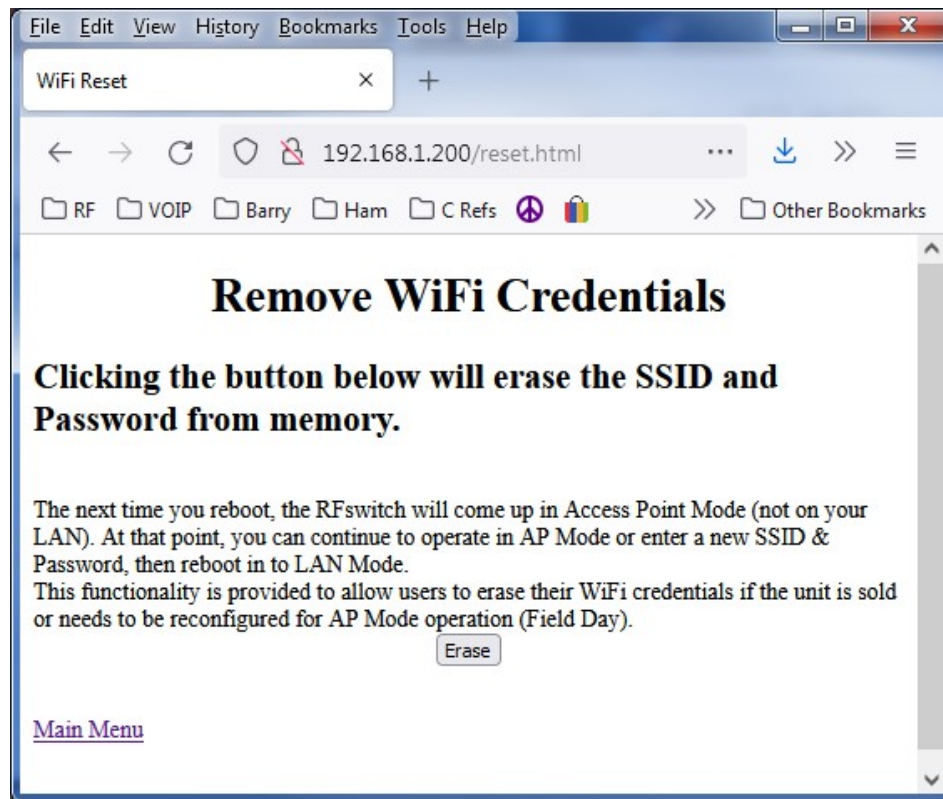 File Edit View History Bookmarks Tools Help
WiFi Reset
192.168.1.200/reset.html
RF VOIP Barry Ham C Refs Other Bookmarks
Remove WiFi Credentials
Clicking the button below will erase the SSID and
Password from memory.
The next time you reboot, the RFswitch will come up in Access Point Mode (not on your
LAN). At that point, you can continue to operate in AP Mode or enter a new SSID &
Password, then reboot in to LAN Mode.
This functionality is provided to allow users to erase their WiFi credentials if the unit is sold
or needs to be reconfigured for AP Mode operation (Field Day).
Erase
Main Menu